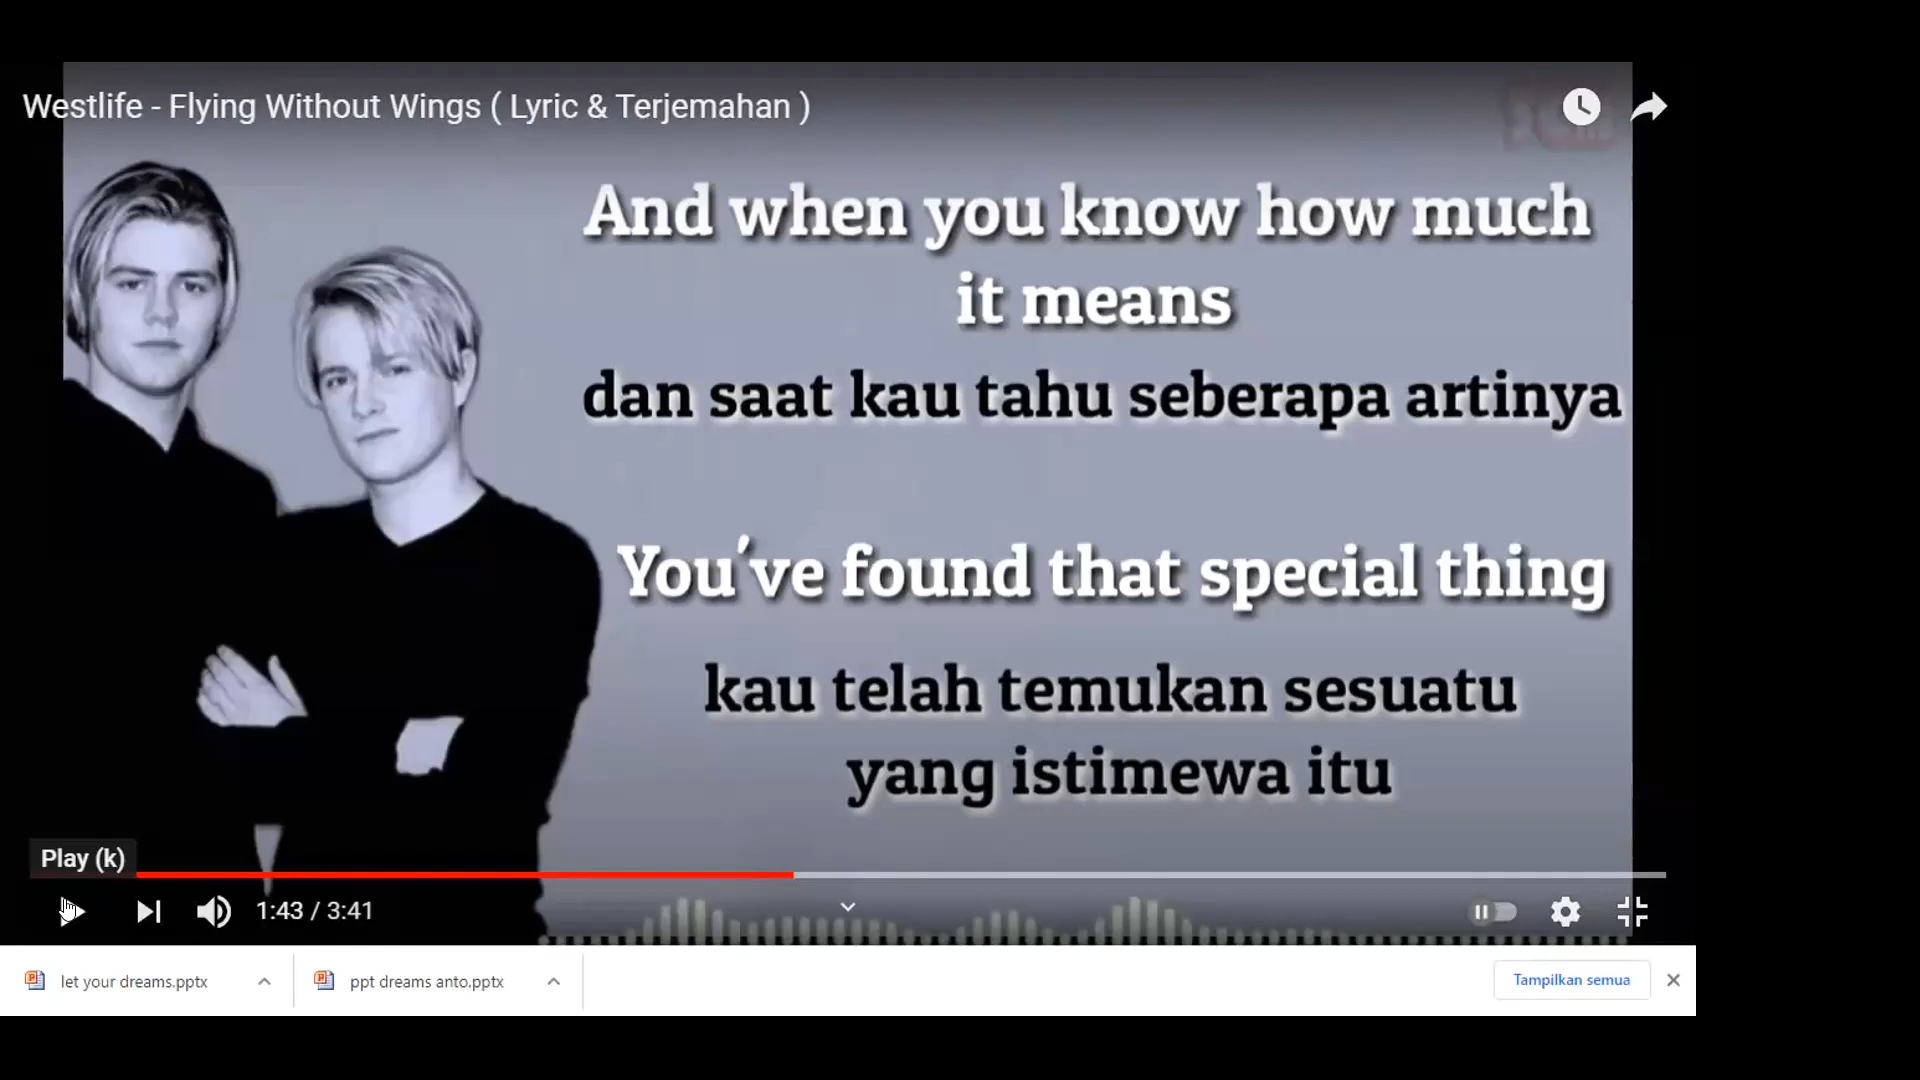 Westlife - Flying Without Wings ( Lyric & Terjemahan )
And when you know how much
it means
dan saat kau tahu seberapa artinya
You've found that special thing
kau telah temukan sesuatu
yang istimewa itu
Play (k)
1:43 / 3:41
let your dreams.pptx
ppt dreams anto.pptx
Tampilkan semua